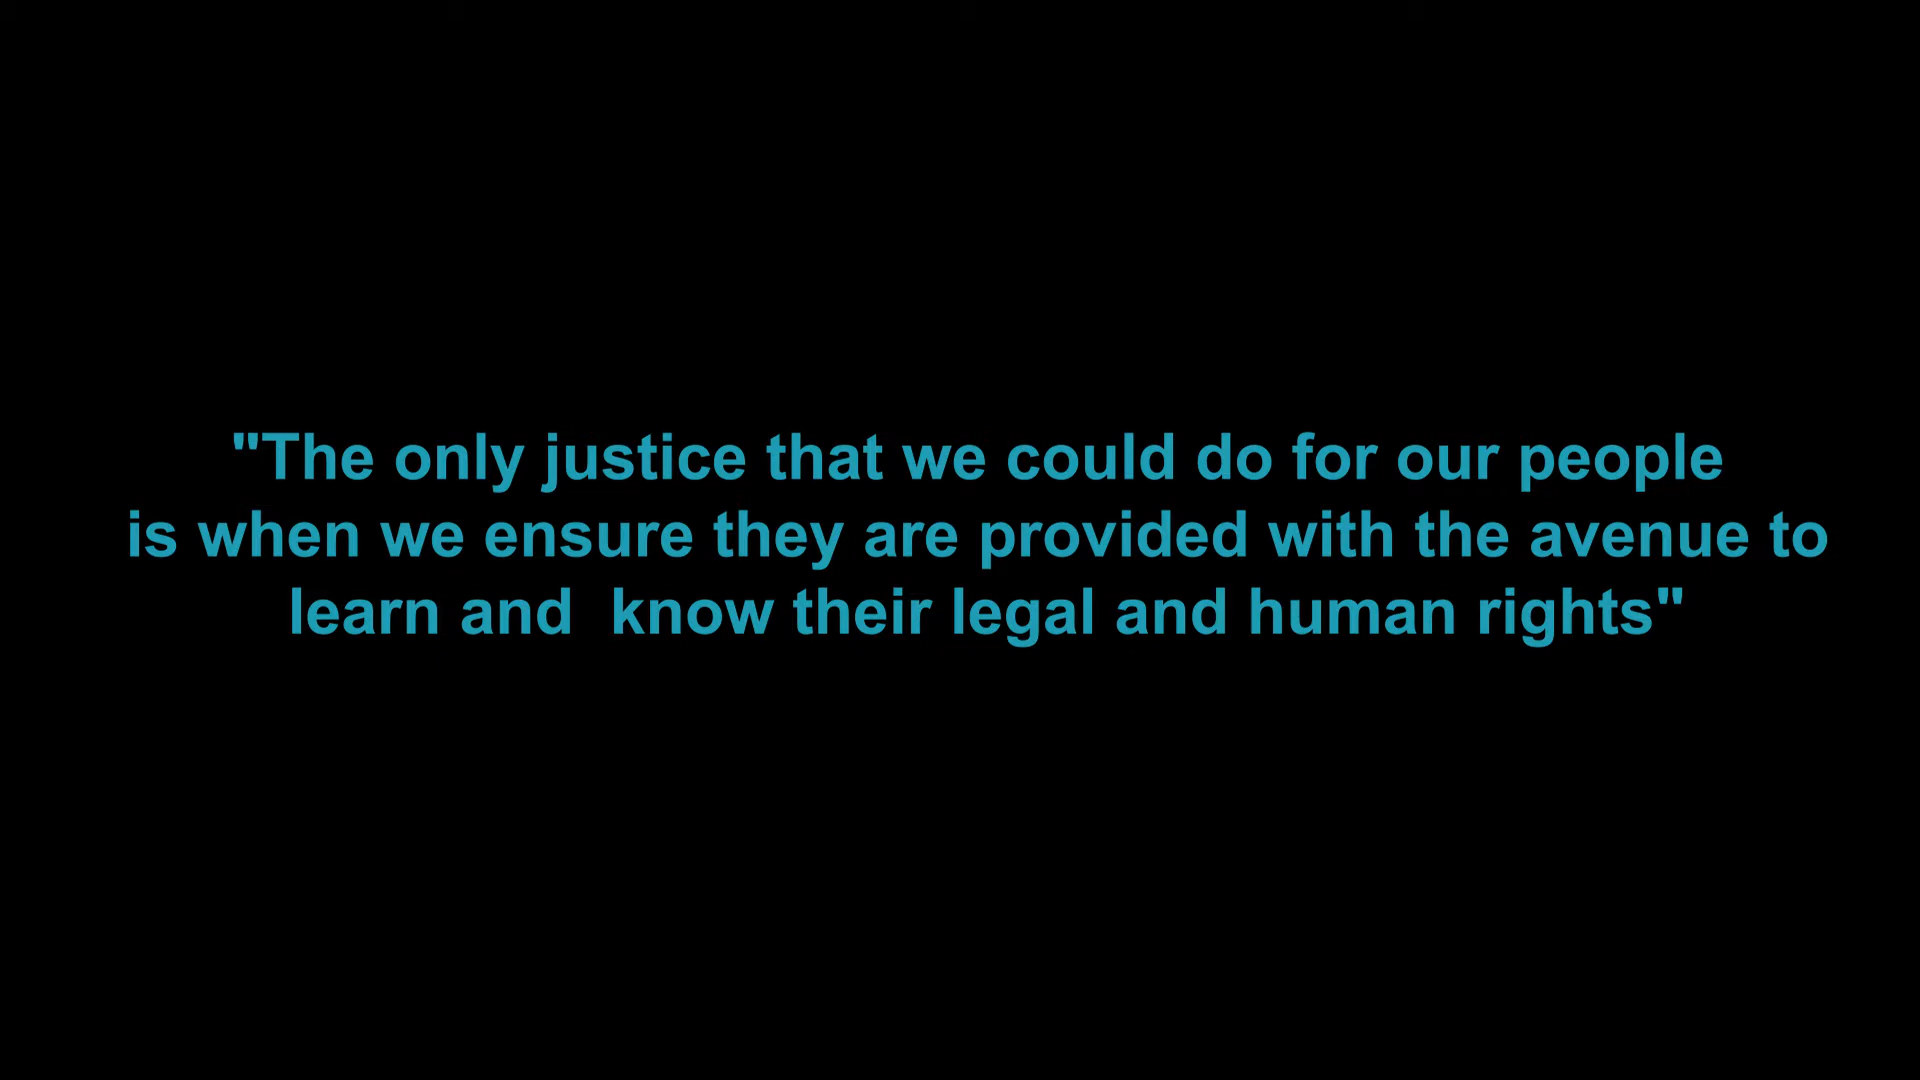 "The only justice that we could do for our people
is when we ensure they are provided with the avenue to
learn and  know their legal and human rights"